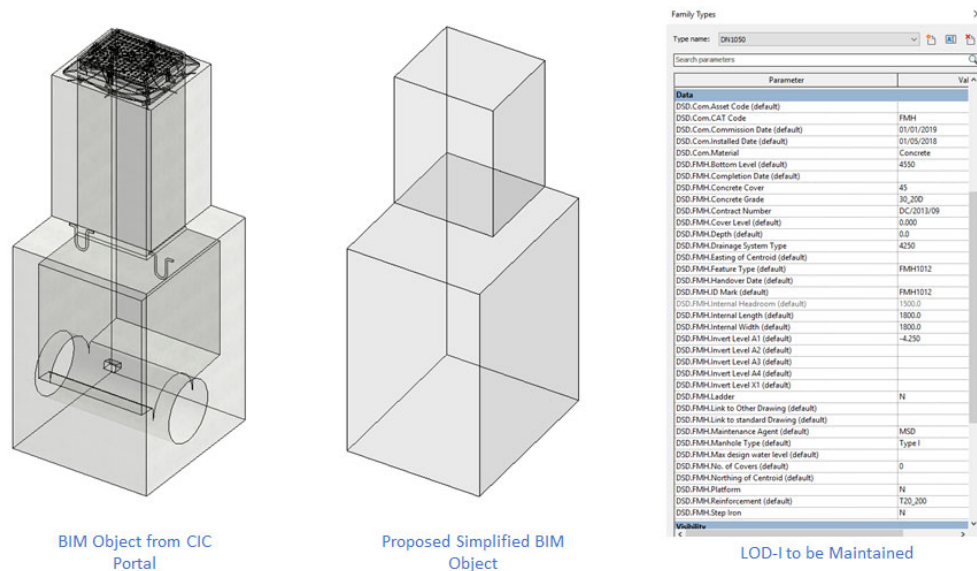 Family Types
Type name: DN1050
Search parameters
Parameter Val
Data
DSD.Com.Asset Code (default)
DSD.Com.CAT Code FMH
DSD.Com.Commission Date (default) 01/01/2019
DSD.Com.Installed Date (default) 01/05/2018
DSD.Com.Material Concrete
DSD.FMH.Bottom Level (default) 4550
DSD.FMH.Completion Date (default)
DSD.FMH.Concrete Cover 45
DSD.FMH.Concrete Grade 30_20D
DSD.FMH.Contract Number DC/2013/09
DSD.FMH.Cover Level (default) 0.000
DSD.FMH.Depth (default) 0.0
DSD.FMH.Drainage System Type 4250
DSD.FMH.Easting of Centroid (default)
DSD.FMH.Feature Type (default) FMH1012
DSD.FMH.Handover Date (default)
DSD.FMH.ID Mark (default) FMH1012
DSD.FMH.Internal Headroom (default) 1500.0
DSD.FMH.Internal Length (default) 1800.0
DSD.FMH.Internal Width (default) 1800.0
DSD.FMH.Invert Level A1 (default) -4.250
DSD.FMH.Invert Level A2 (default)
DSD.FMH.Invert Level A3 (default)
DSD.FMH.Invert Level A4 (default)
DSD.FMH.Invert Level X1 (default)
DSD.FMH.Ladder N
DSD.FMH.Link to Other Drawing (default)
DSD.FMH.Link to standard Drawing (default)
DSD.FMH.Maintenance Agent (default) MSD
DSD.FMH.Manhole Type (default) Type I
DSD.FMH.Max design water level (default)
DSD.FMH.No. of Covers (default) 0
DSD.FMH.Northing of Centroid (default)
DSD.FMH.Platform N
DSD.FMH.Reinforcement (default) T20_200
DSD.FMH.Step Iron N
Visibility
BIM Object from CIC
Portal
Proposed Simplified BIM
Object
LOD-I to be Maintained